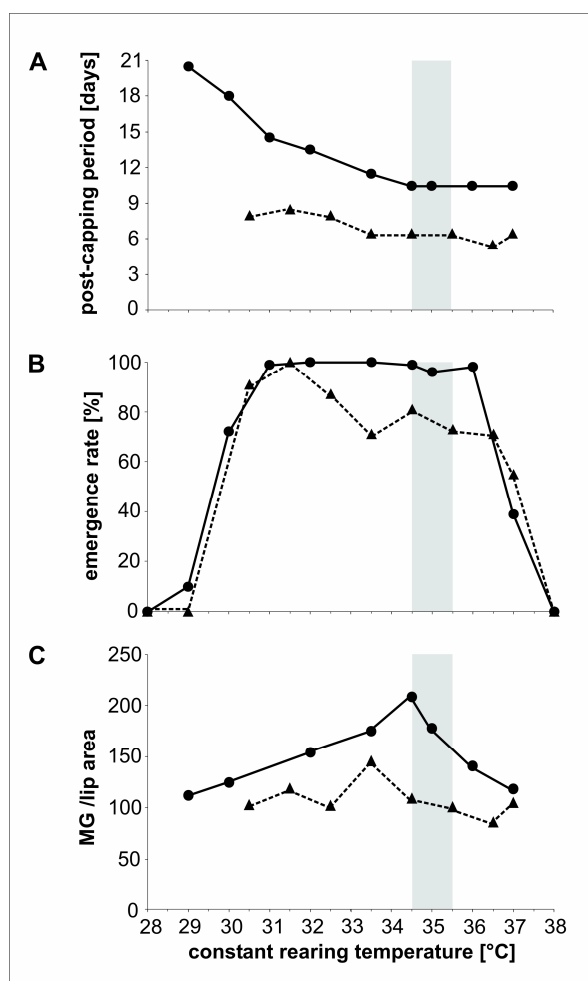 A
post-capping period [days]
21
18
15
12
9
6
3
0
B
emergence rate [%]
100
80
60
40
20
0
C
MG /lip area
250
200
150
100
50
0
28 29 30 31 32 33 34 35 36 37 38
constant rearing temperature [°C]